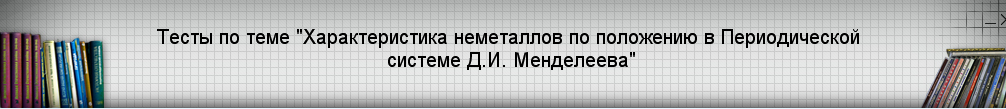 Тесты по теме "Характеристика неметаллов по положению в Периодической
системе Д.И. Менделеева"